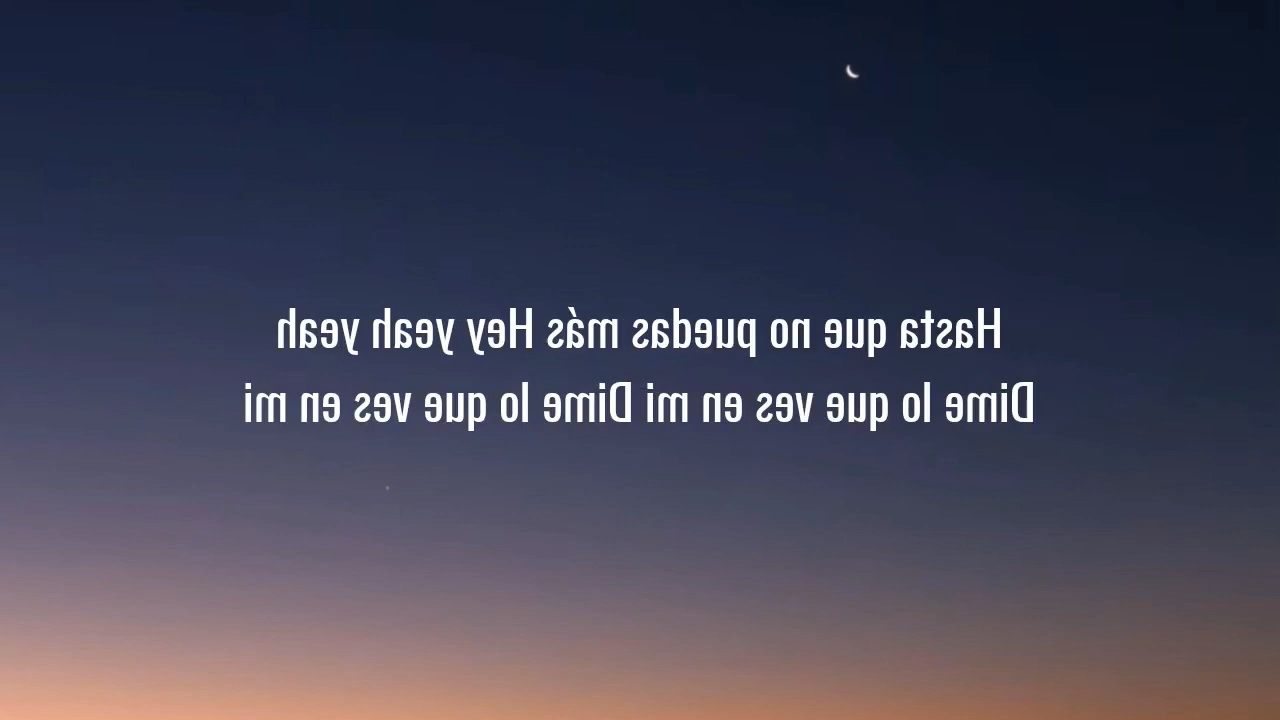 Hasta que no puedas más Hey yeah yeah
Dime lo que ves en mi Dime lo que ves en mi